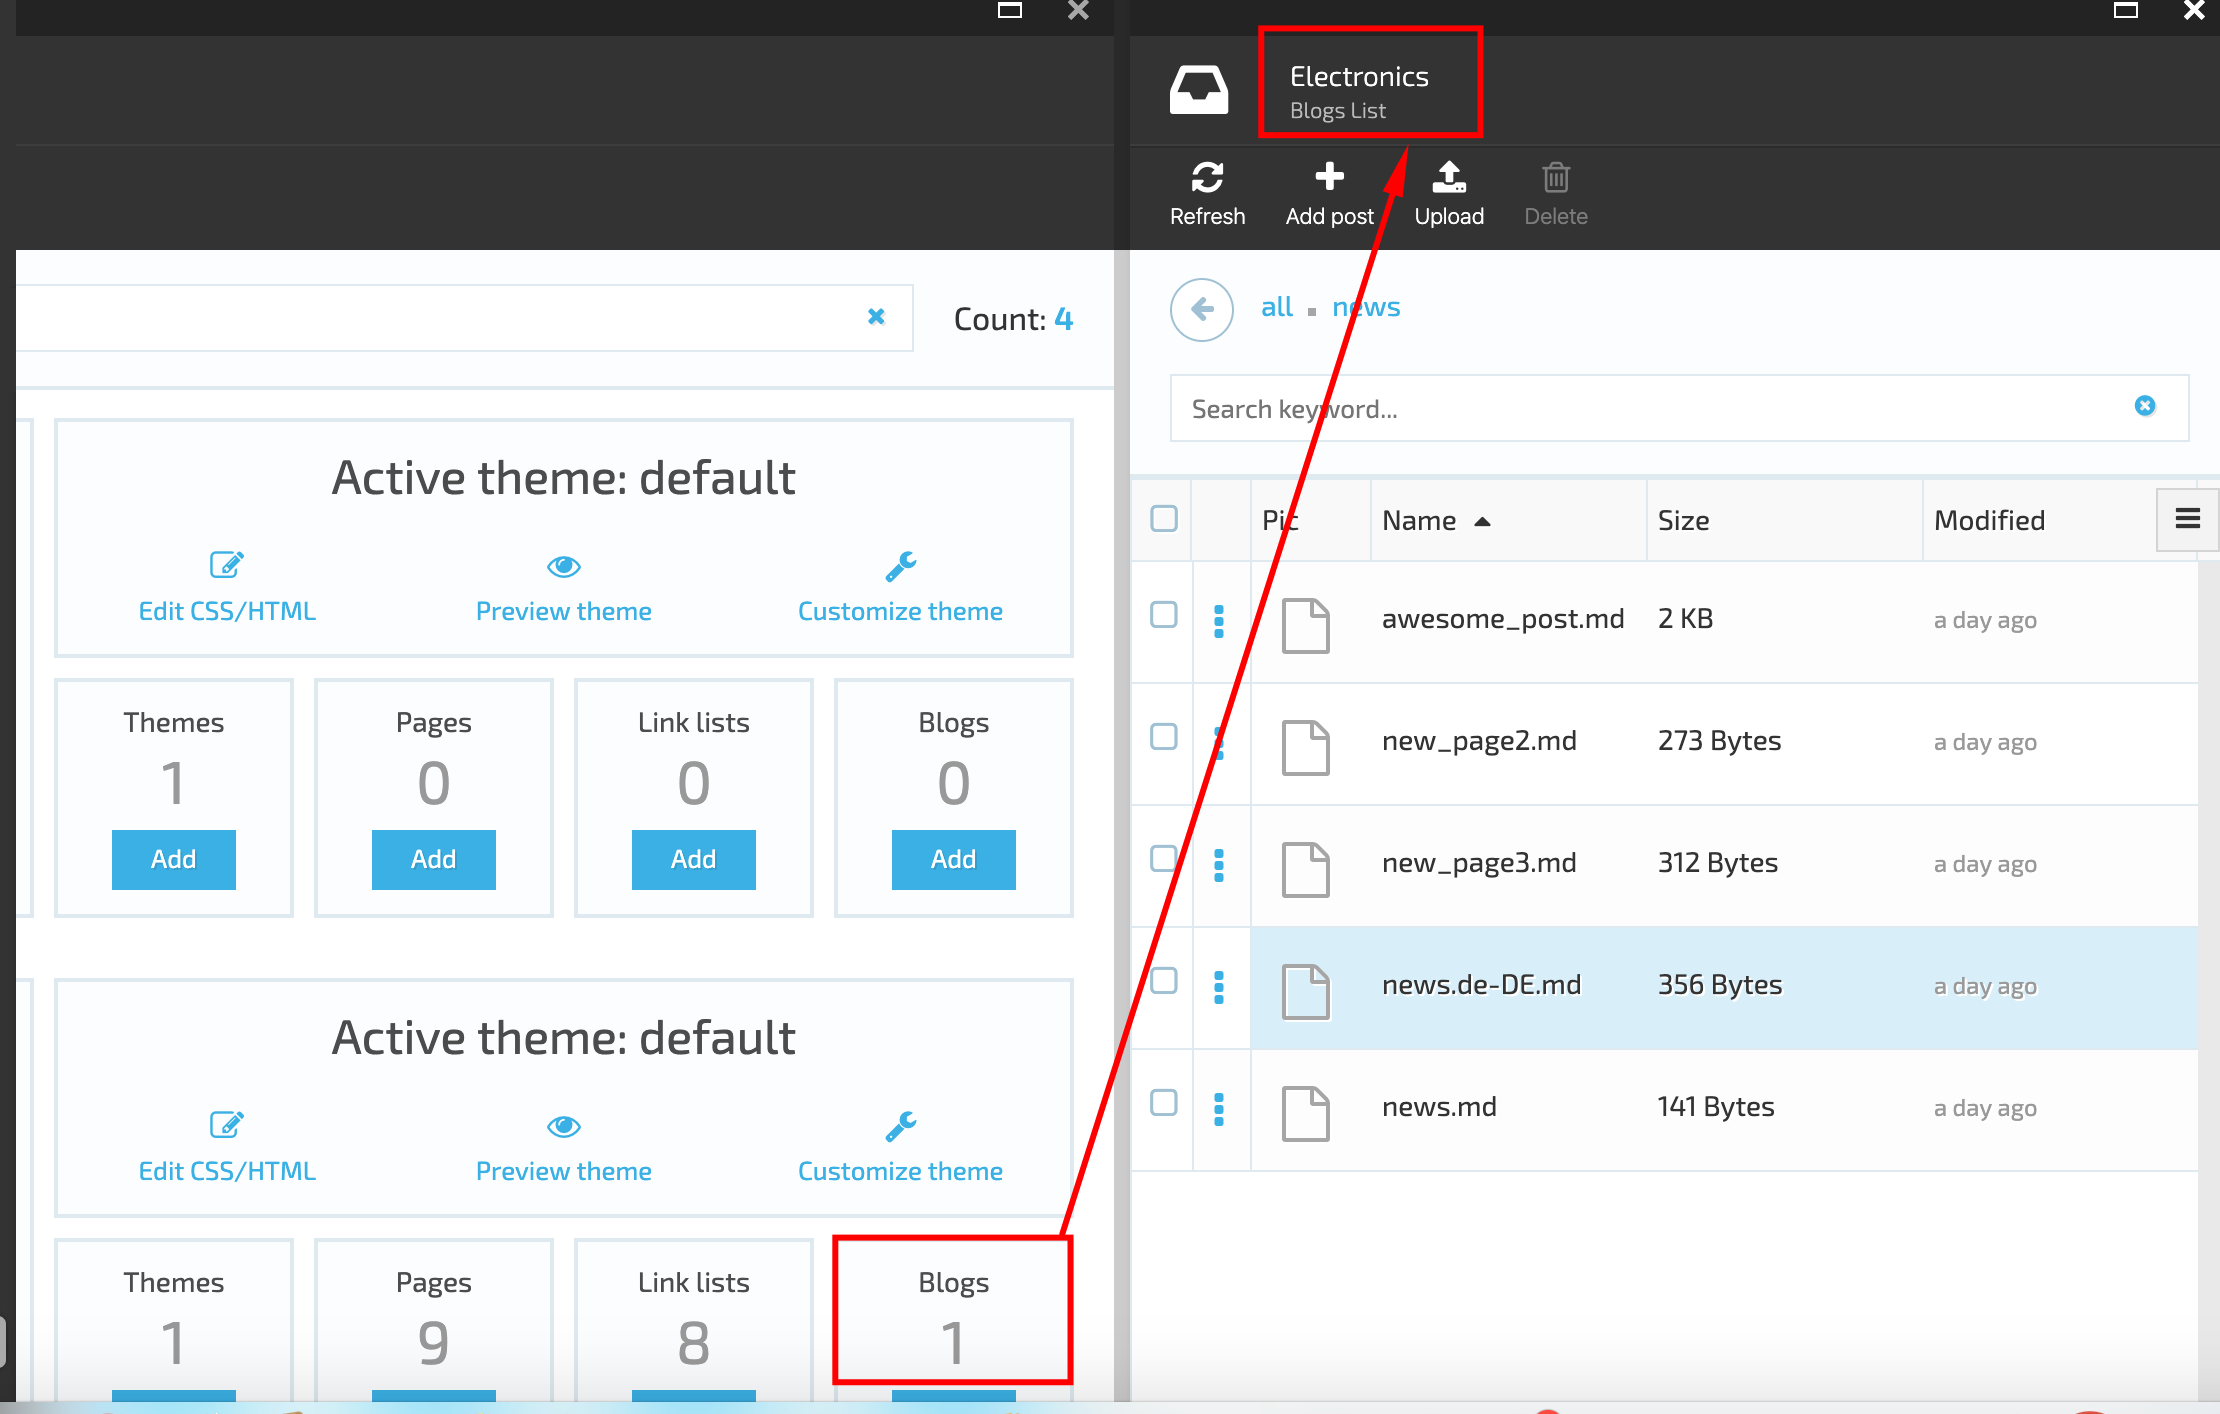 Count: 4
Active theme: default
Edit CSS/HTML Preview theme Customize theme
Themes Pages Link lists Blogs
1 0 0 0
Add Add Add Add
Active theme: default
Edit CSS/HTML Preview theme Customize theme
Themes Pages Link lists Blogs
1 9 8 1
Electronics
Blogs List
Refresh Add post Upload Delete
all news
Search keyword...
Pic Name Size Modified
awesome_post.md 2 KB a day ago
new_page2.md 273 Bytes a day ago
new_page3.md 312 Bytes a day ago
news.de-DE.md 356 Bytes a day ago
news.md 141 Bytes a day ago